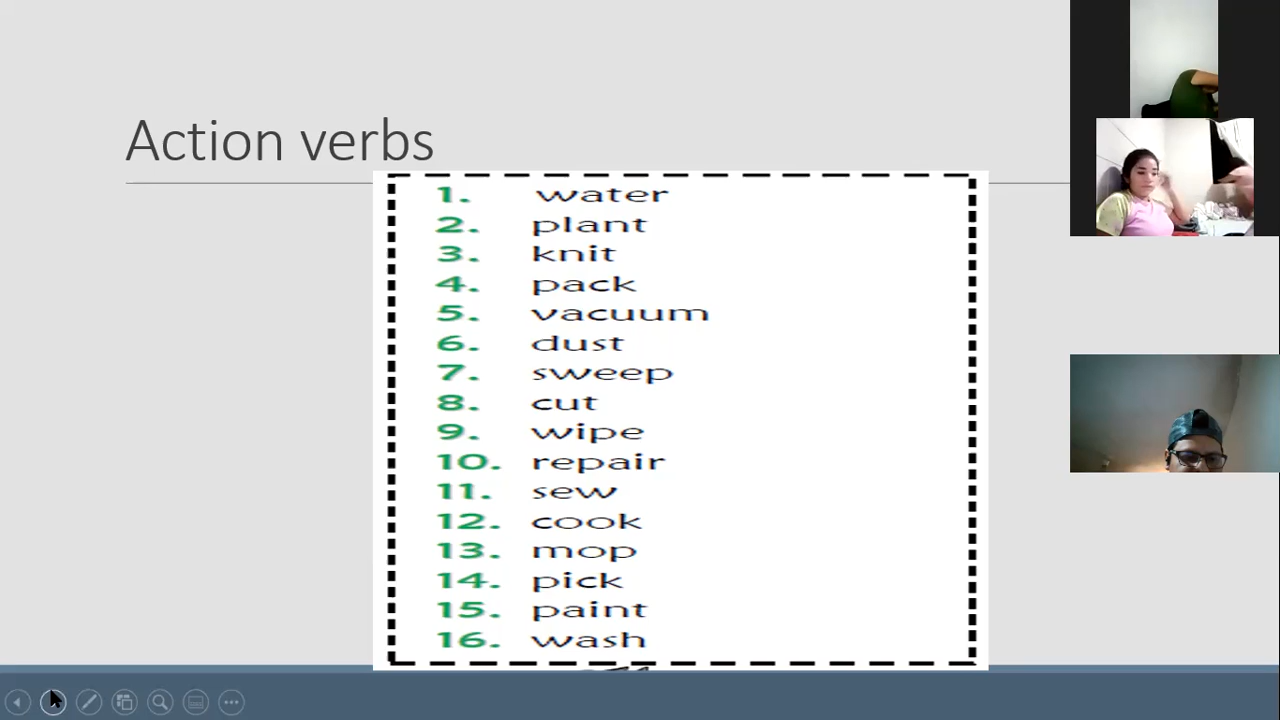 Action verbs
1. water
2. plant
3. knit
4. pack
5. vacuum
6. dust
7. sweep
8. cut
9. wipe
10. repair
11. sew
12. cook
13. mop
14. pick
15. paint
16. wash